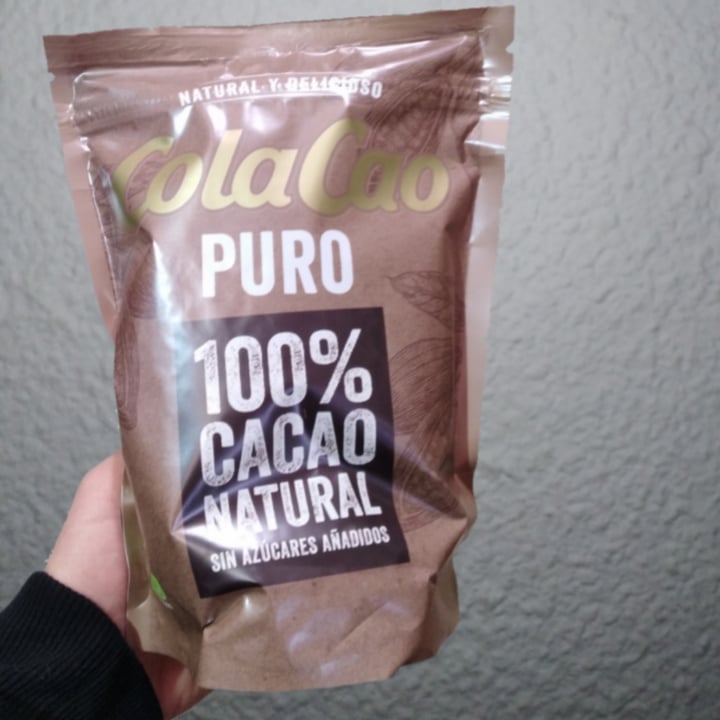 NATURAL Y DELICIOSO
ColaCao
PURO
100%
CACAO
NATURAL
SIN AZÚCARES AÑADIDOS